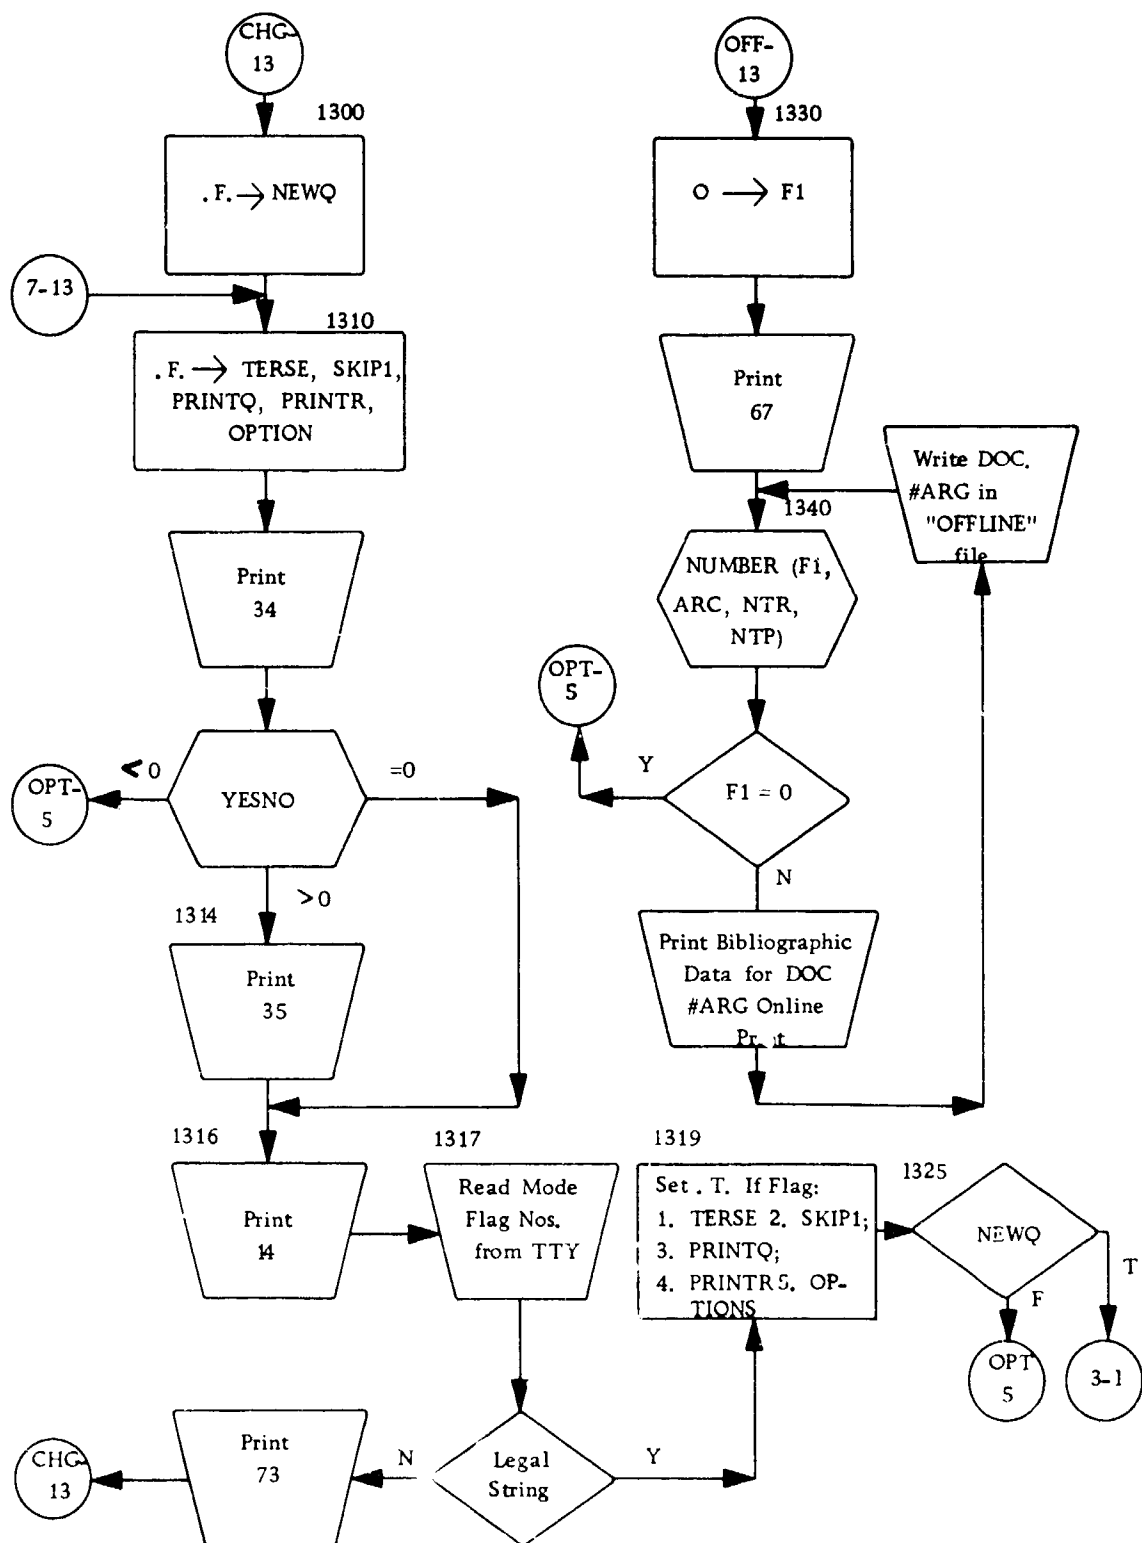 CHG-
13
1300
.F. → NEWQ
7-13
1310
.F. → TERSE, SKIP1,
PRINTQ, PRINTR,
OPTION
Print
34
< 0
=0
OPT-
5
YESNO
>0
1314
Print
35
1316
Print
14
1317
Read Mode
Flag Nos.
from TTY
Legal
String
N
Y
Print
73
CHG-
13
OFF-
13
1330
O → F1
Print
67
Write DOC.
#ARG in
"OFFLINE"
file
1340
NUMBER (F1,
ARC, NTR,
NTP)
OPT-
5
Y
F1 = 0
N
Print Bibliographic
Data for DOC
#ARG Online
1319
Set .T. If Flag:
1. TERSE 2. SKIP1;
3. PRINTQ;
4. PRINTR 5. OP-
TIONS
1325
NEWQ
T
F
OPT
5
3-1